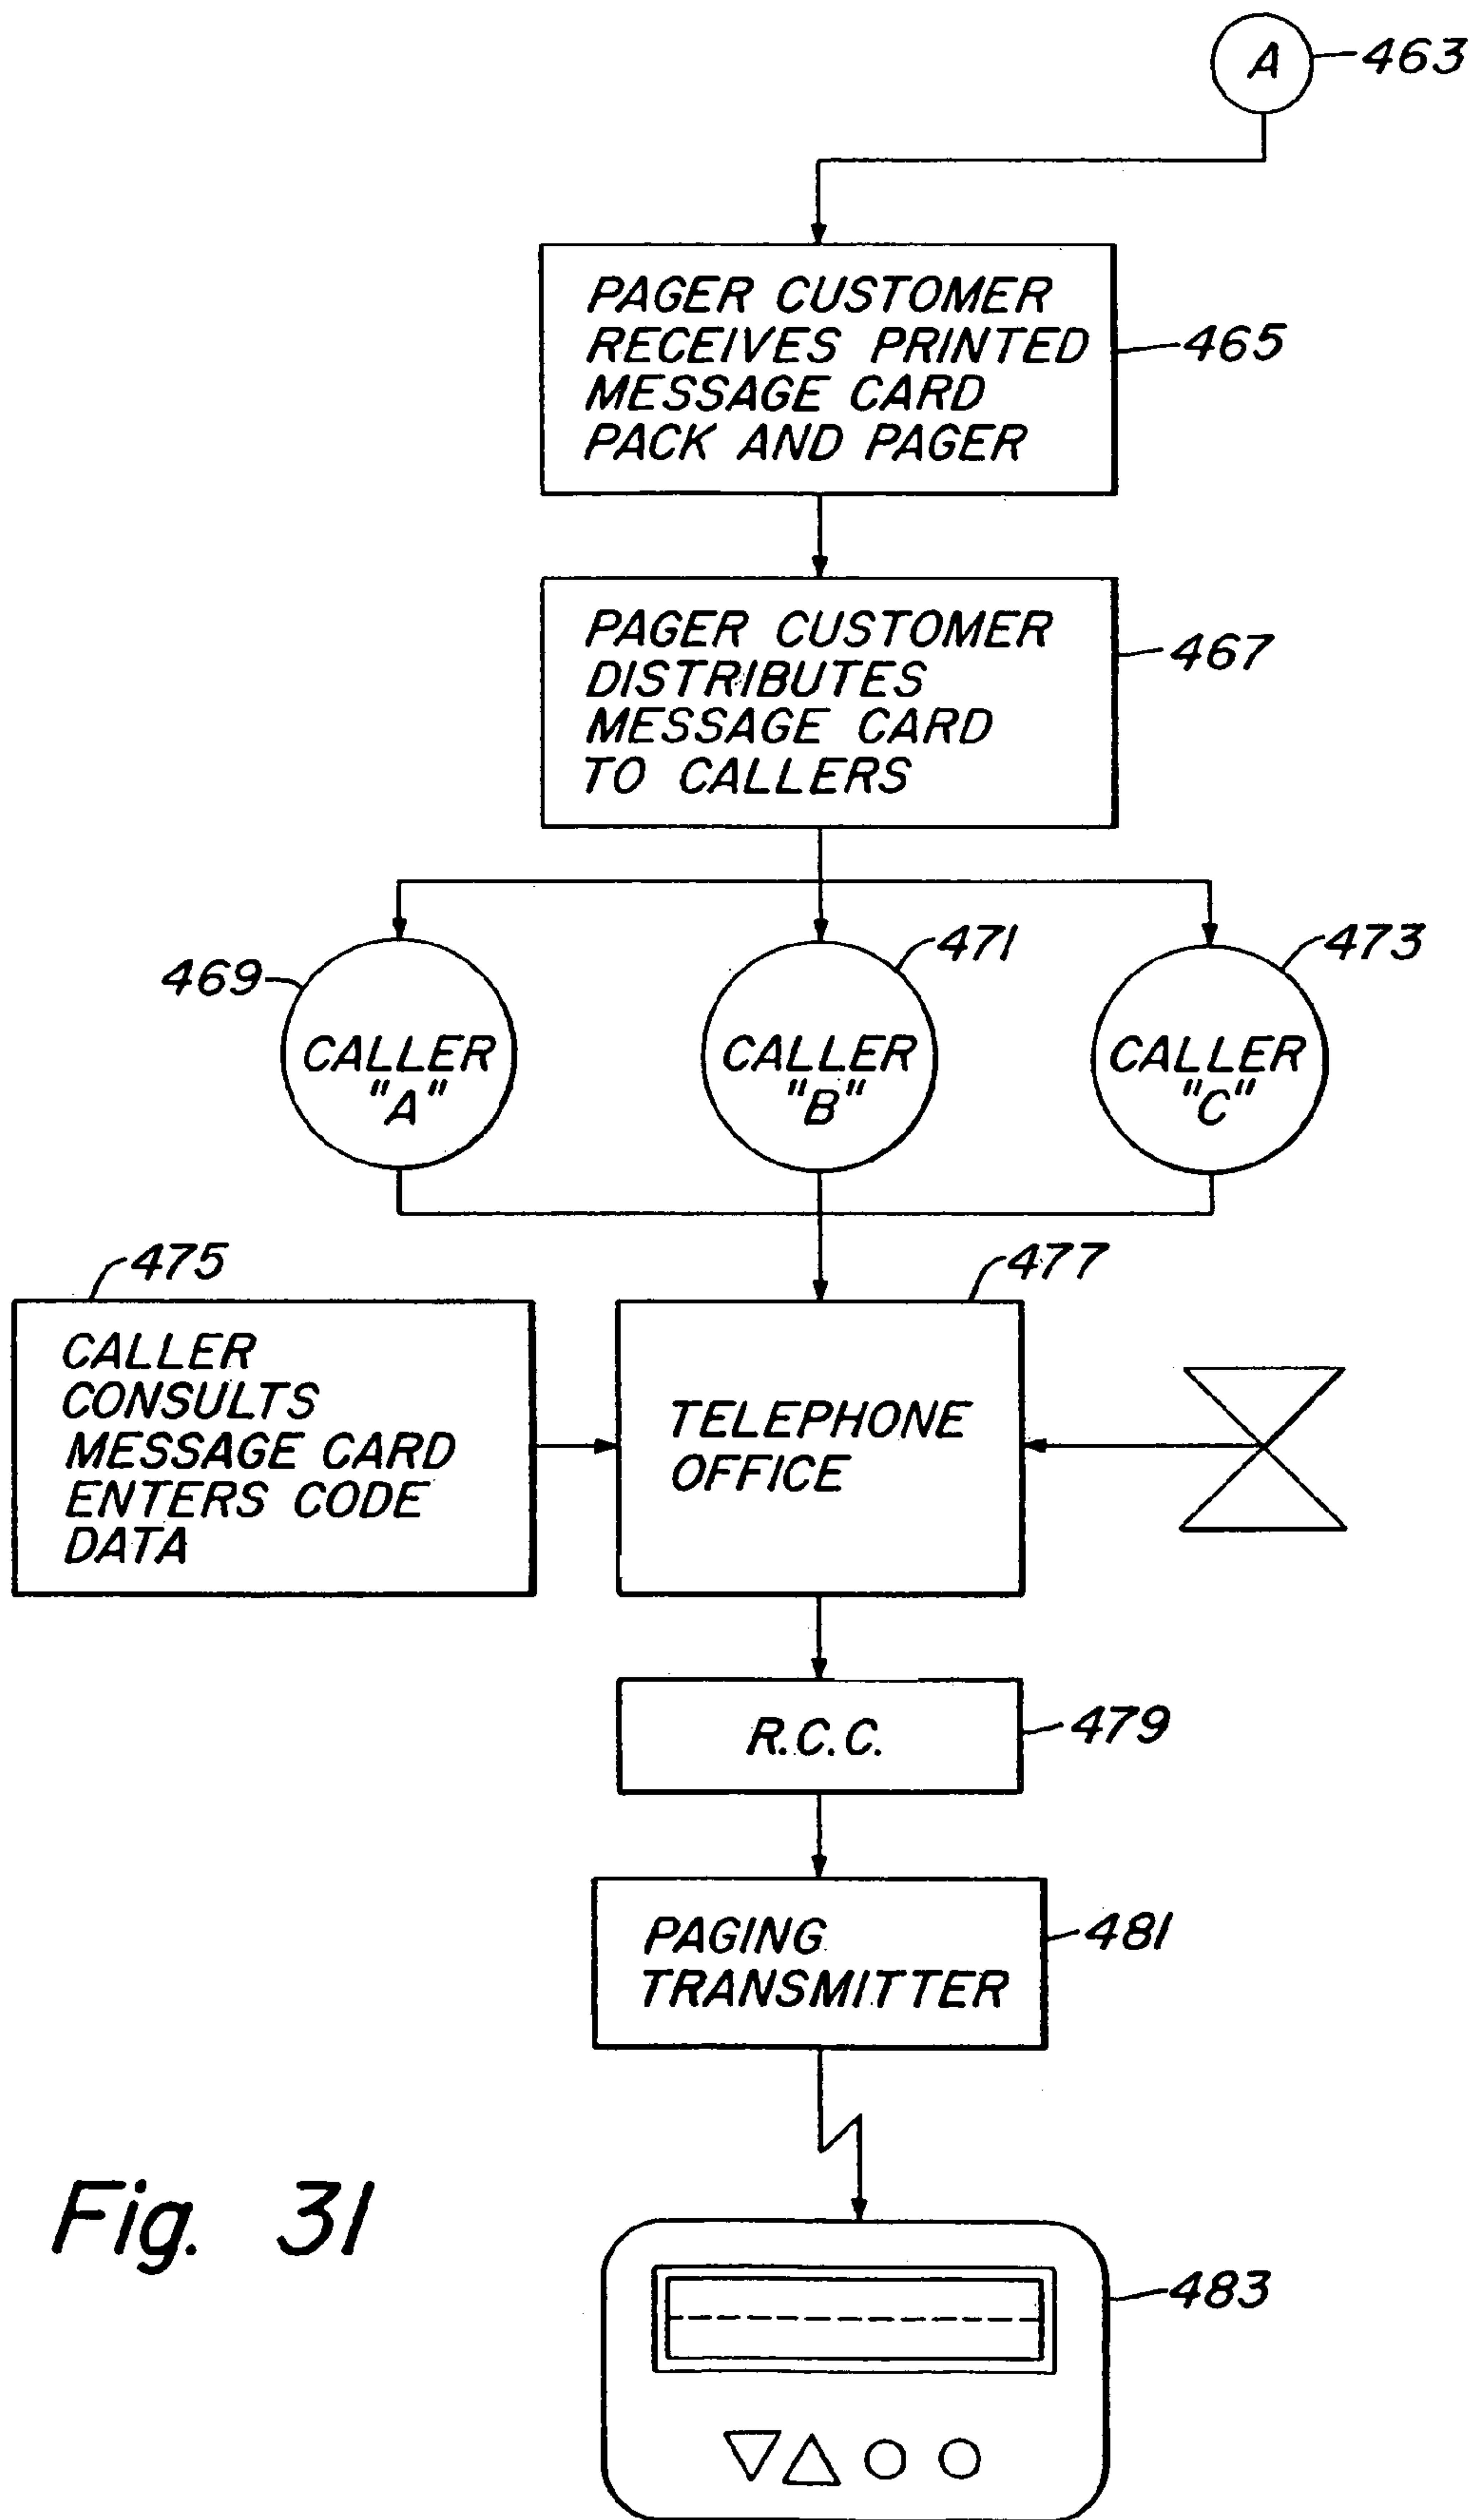 A
463
PAGER CUSTOMER
RECEIVES PRINTED
MESSAGE CARD
PACK AND PAGER
465
PAGER CUSTOMER
DISTRIBUTES
MESSAGE CARD
TO CALLERS
467
469
471
473
CALLER
"A"
CALLER
"B"
CALLER
"C"
475
477
CALLER
CONSULTS
MESSAGE CARD
ENTERS CODE
DATA
TELEPHONE
OFFICE
R.C.C.
479
PAGING
TRANSMITTER
481
Fig. 31
483